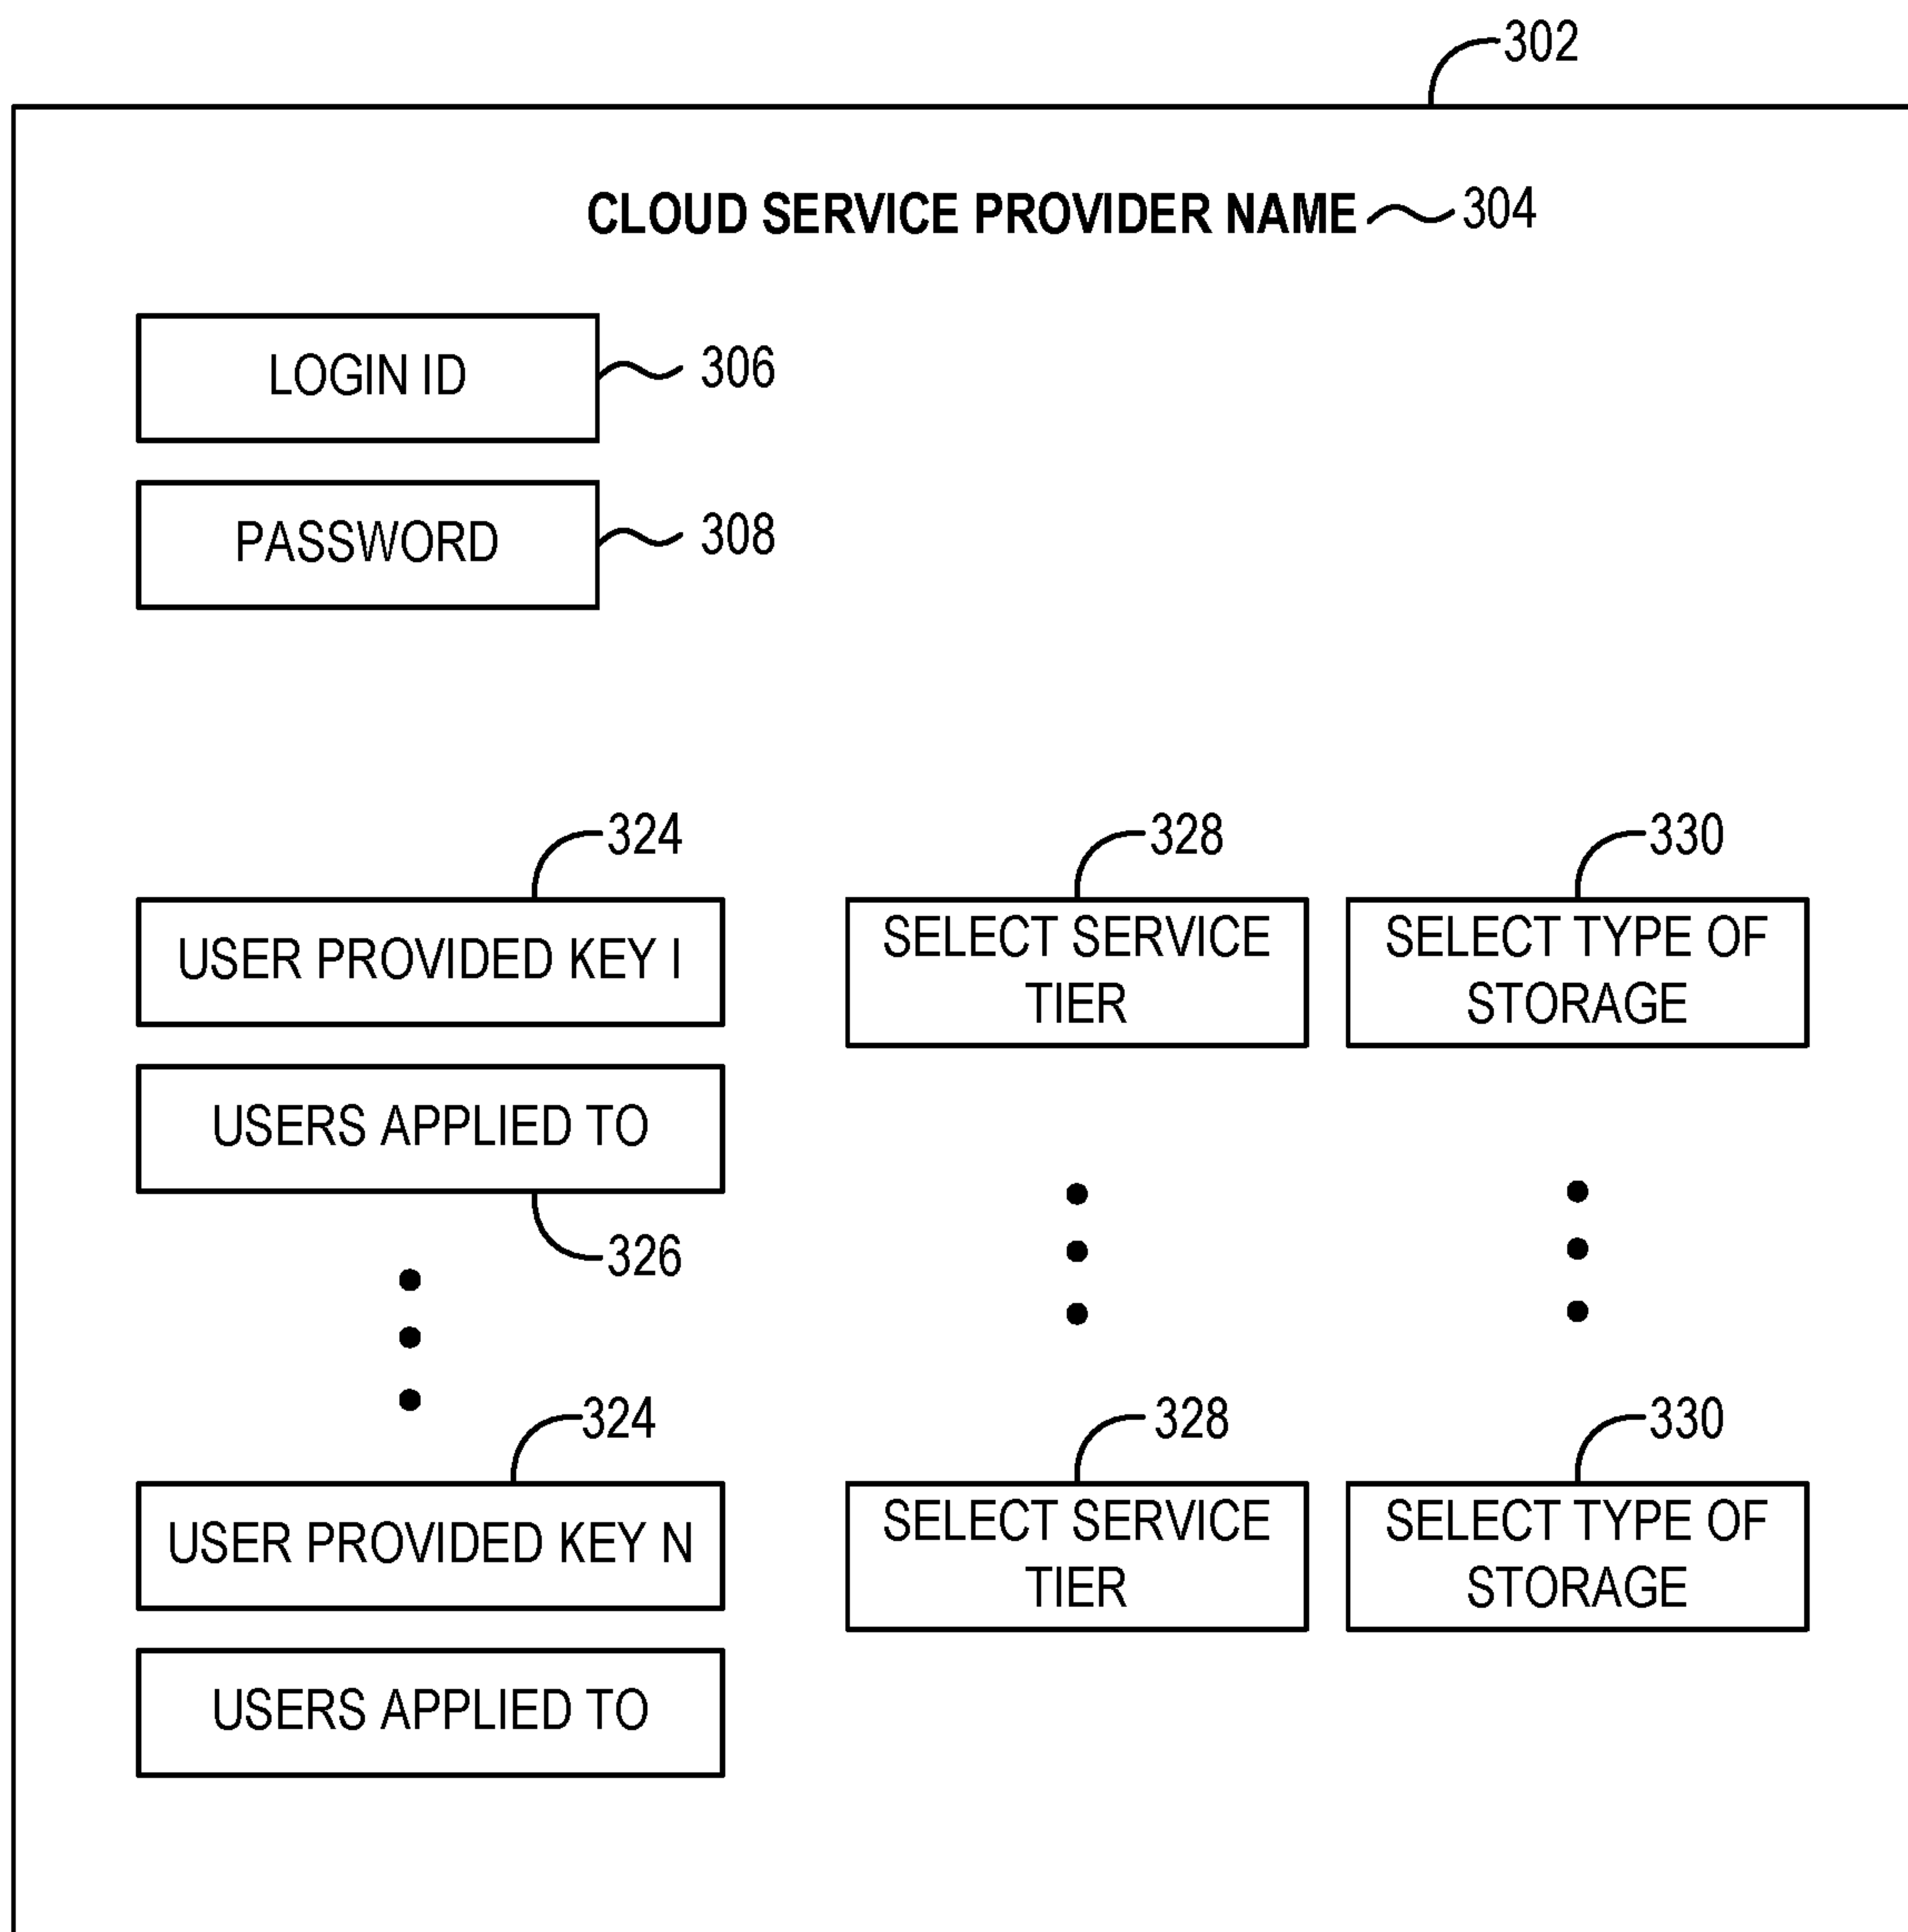 302
CLOUD SERVICE PROVIDER NAME 304
LOGIN ID 306
PASSWORD 308
324 328 330
USER PROVIDED KEY I
SELECT SERVICE
TIER
SELECT TYPE OF
STORAGE
USERS APPLIED TO
326
324 328 330
USER PROVIDED KEY N
SELECT SERVICE
TIER
SELECT TYPE OF
STORAGE
USERS APPLIED TO